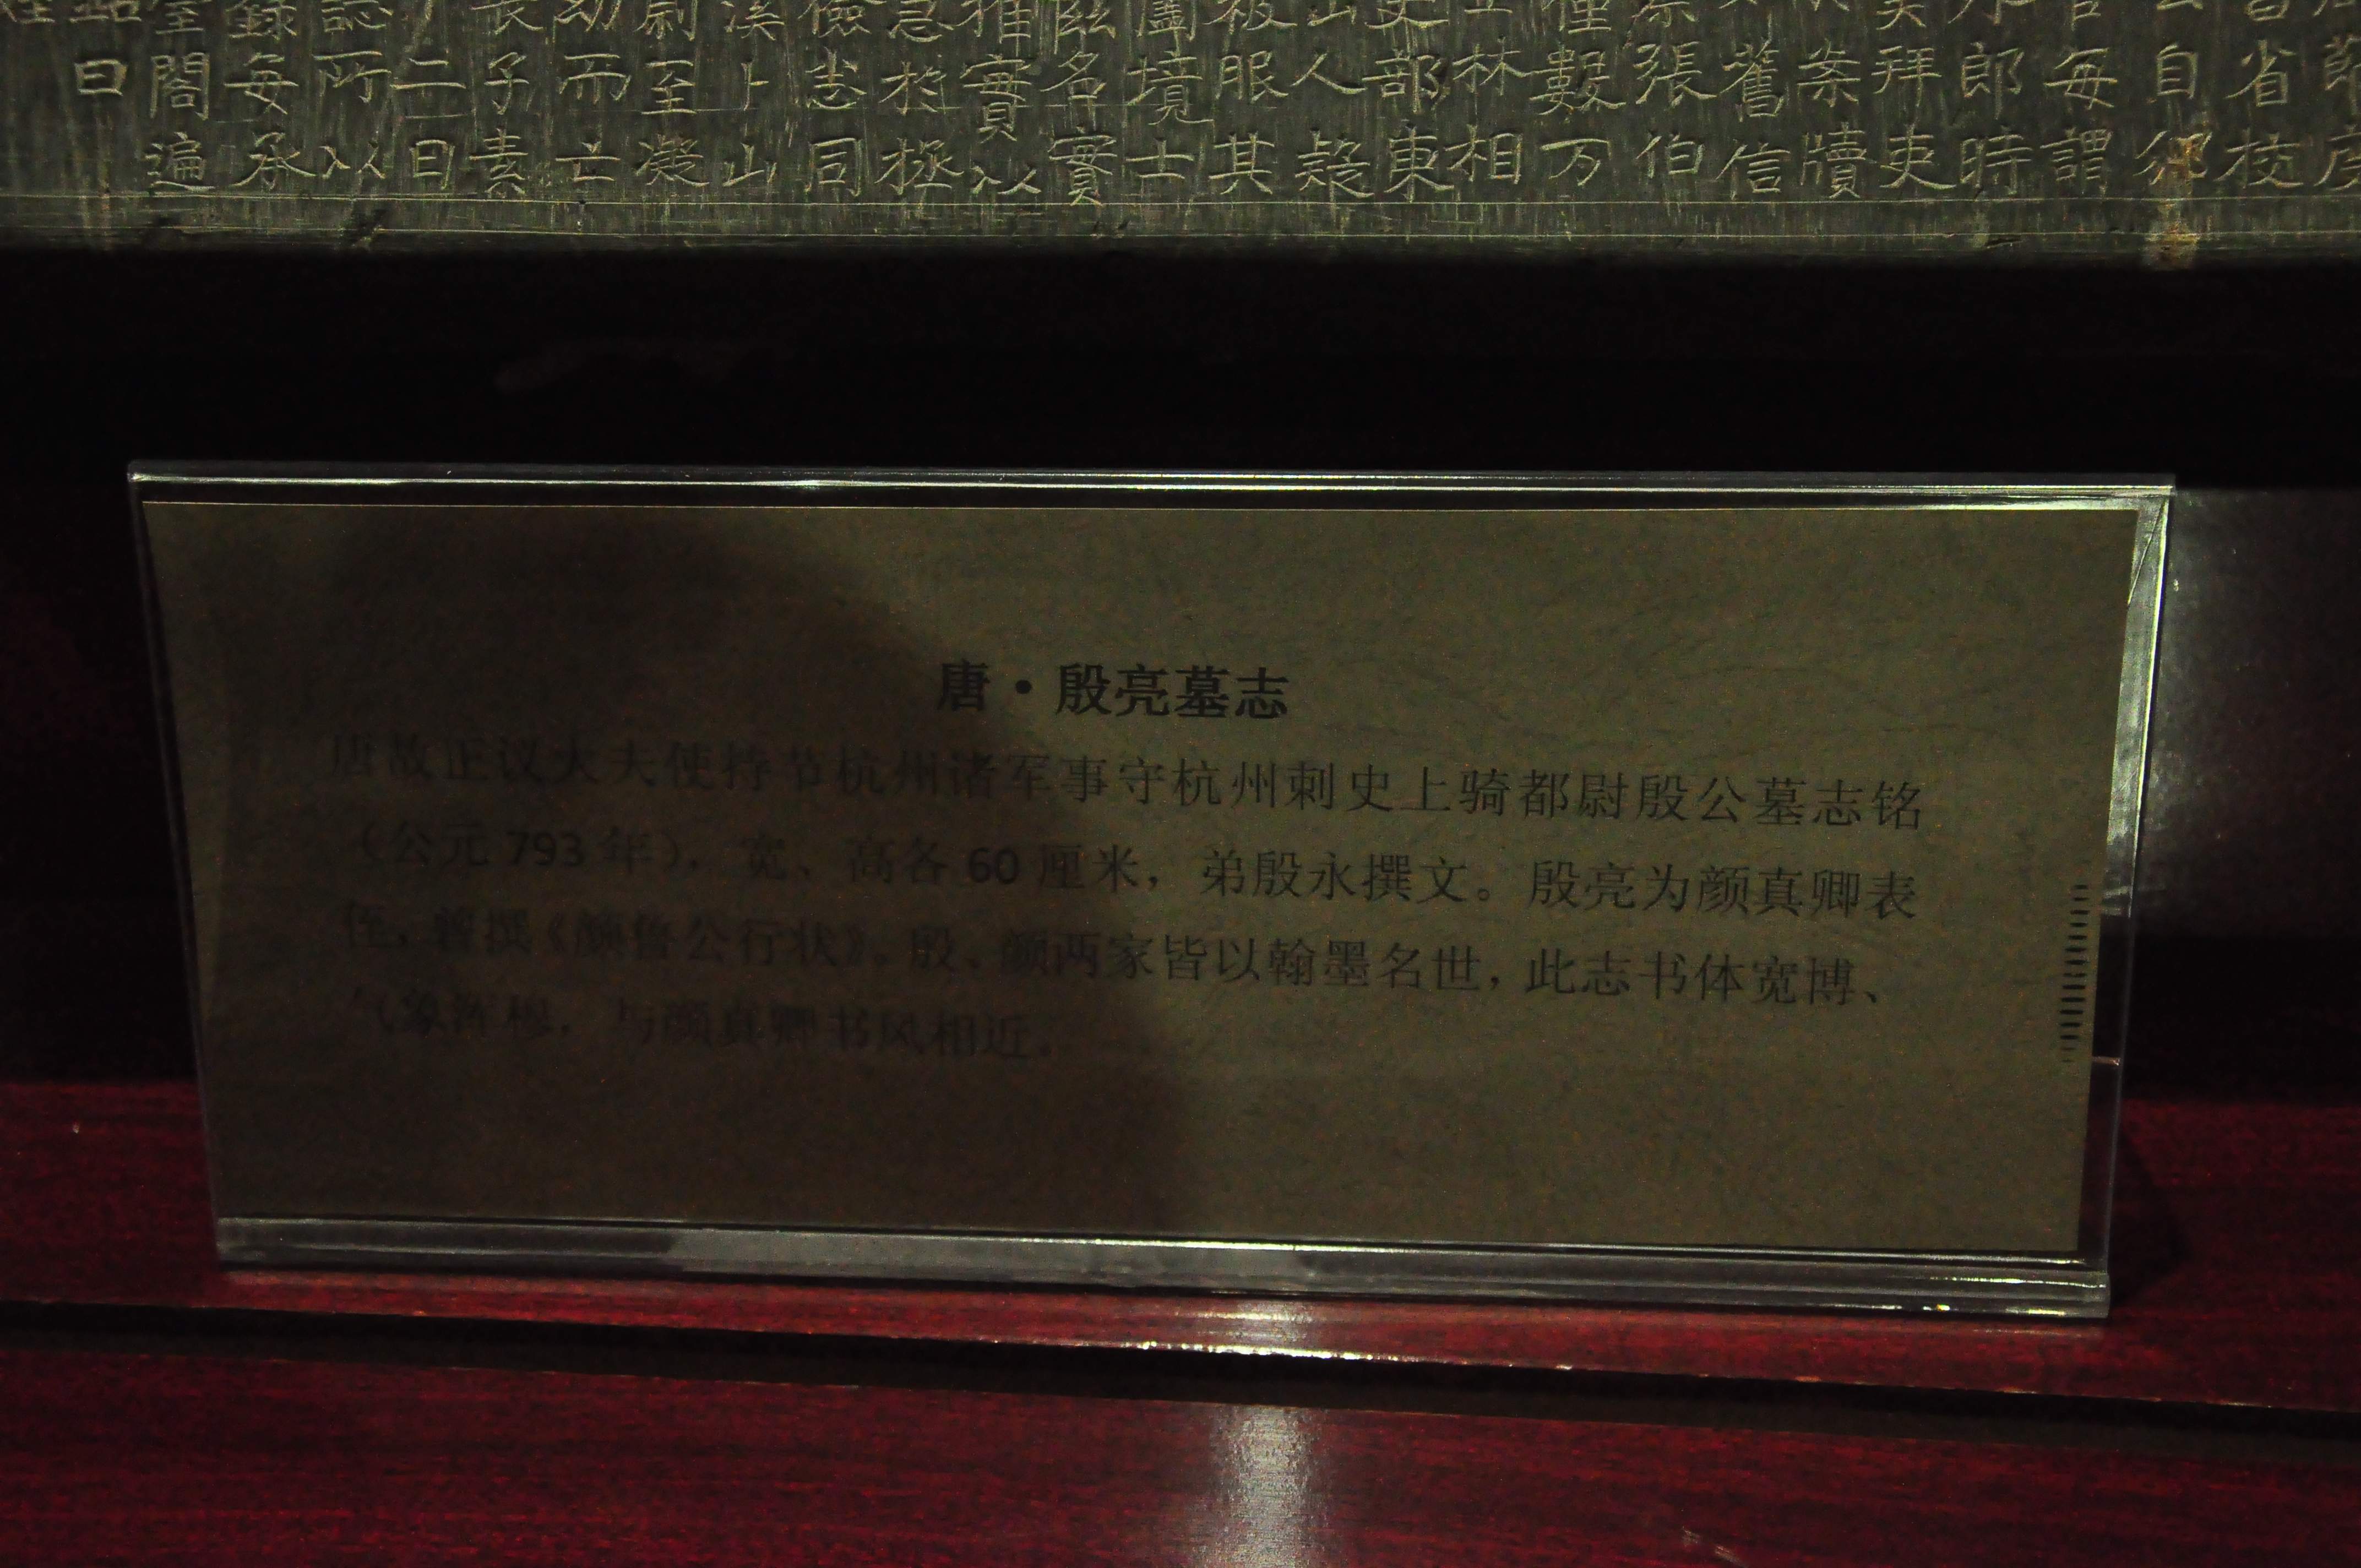 曰閣每所二子而至上志於實名境服人部林數張舊崇拜郎每自省
遍承以曰素亡凝山同極以實士其疑東相万伯信牘吏時謂鄉校
唐·殷亮墓志
唐故正议大夫使持节杭州诸军事守杭州刺史上骑都尉殷公墓志铭
（公元 793 年），宽、高各 60 厘米，弟殷永撰文。殷亮为颜真卿表
侄，曾撰《颜鲁公行状》。殷、颜两家皆以翰墨名世，此志书体宽博、
气象浑穆，与颜真卿书风相近。